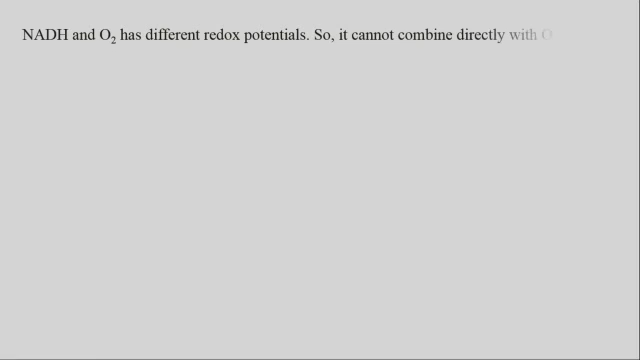 NADH and O₂ has different redox potentials. So, it cannot combine directly with O